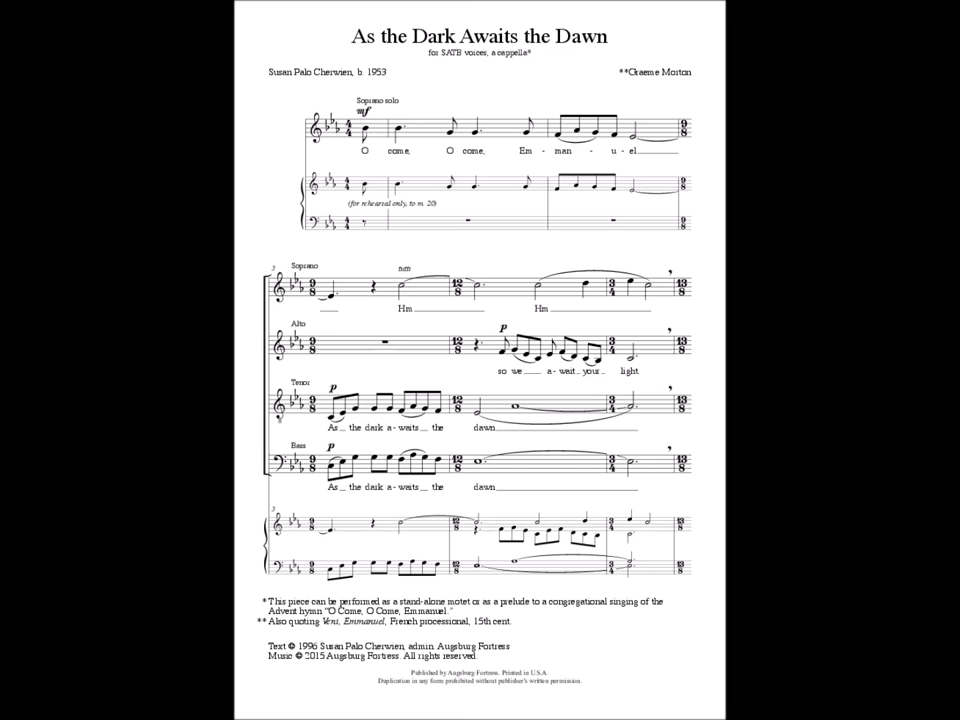 As the Dark Awaits the Dawn
for SATB voices, a cappella*
Susan Palo Cherwien, b. 1953
**Graeme Morton
Soprano solo
mf
O come, O come, Em - man - u - el
(for rehearsal only, to m. 20)
3
Soprano
Hm Hm
Alto
p
so we a - wait your light.
Tenor
p
As the dark a - waits the dawn
Bass
p
As the dark a - waits the dawn
3
* This piece can be performed as a stand-alone motet or as a prelude to a congregational singing of the
Advent hymn "O Come, O Come, Emmanuel."
** Also quoting Veni, Emmanuel, French processional, 15th cent.
Text © 1996 Susan Palo Cherwien, admin. Augsburg Fortress
Music © 2015 Augsburg Fortress. All rights reserved.
Published by Augsburg Fortress. Printed in U.S.A.
Duplication in any form prohibited without publisher's written permission.